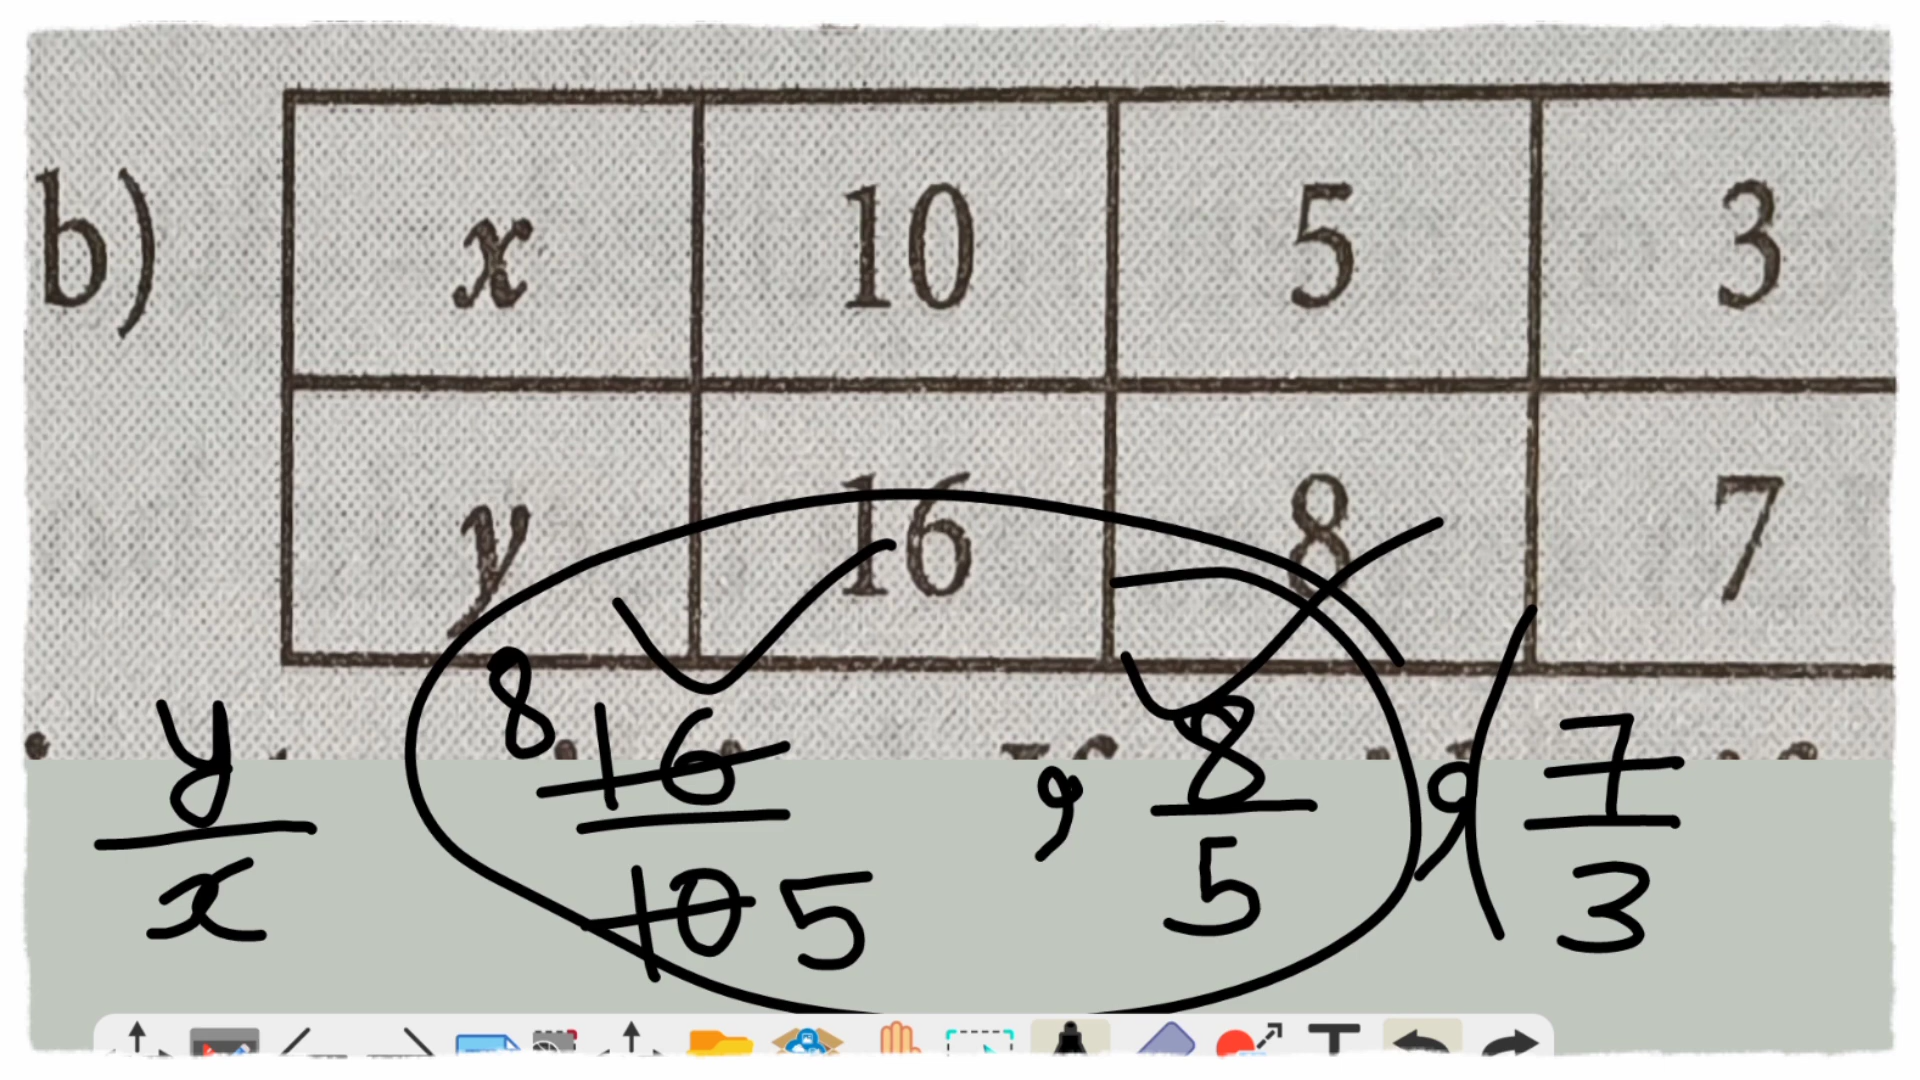 b) x 10 5 3
y 16 8 7
y/x 8 16/10 5 , 8/5 , 7/3